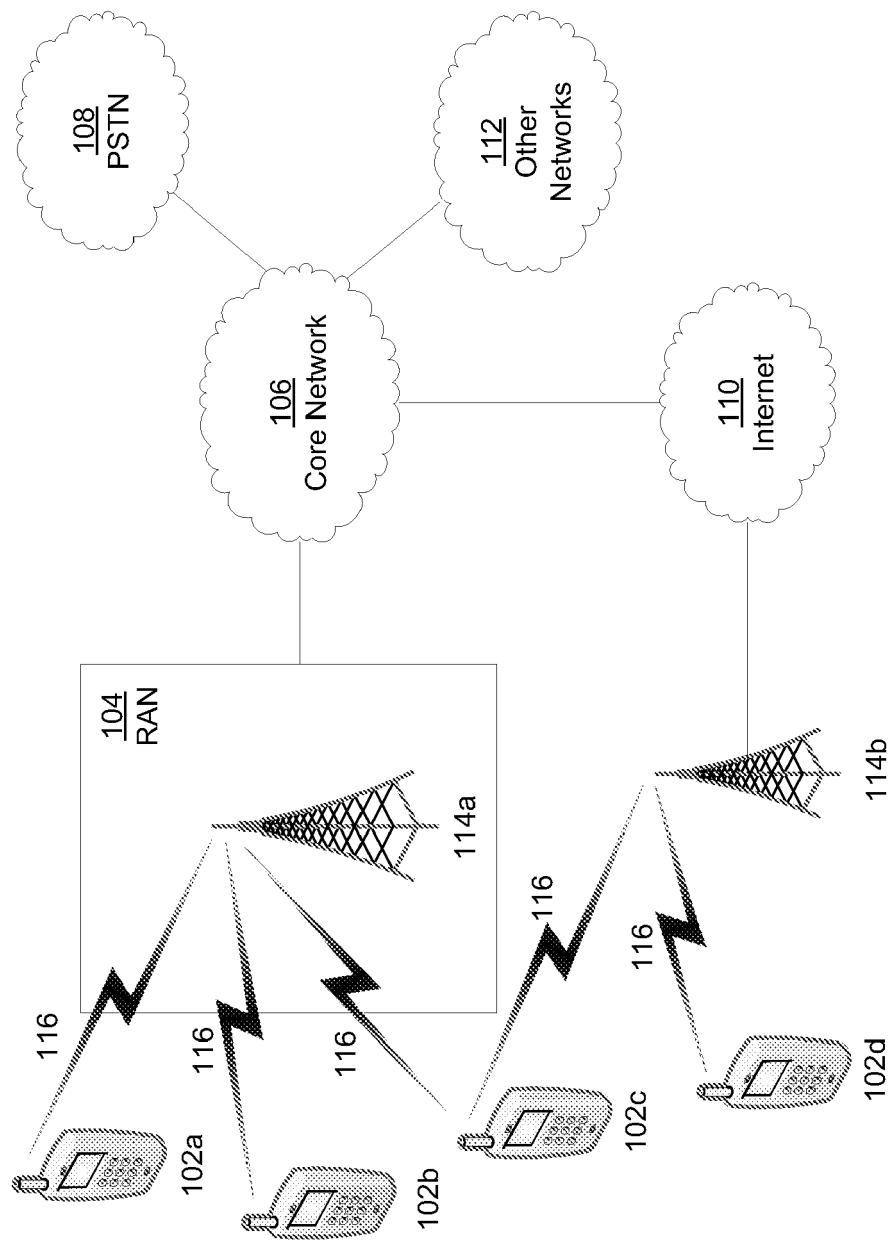 102a
116
104
RAN
108
PSTN
114a
106
Core Network
102b
116
112
Other
Networks
116
102c
116
114b
110
Internet
116
102d